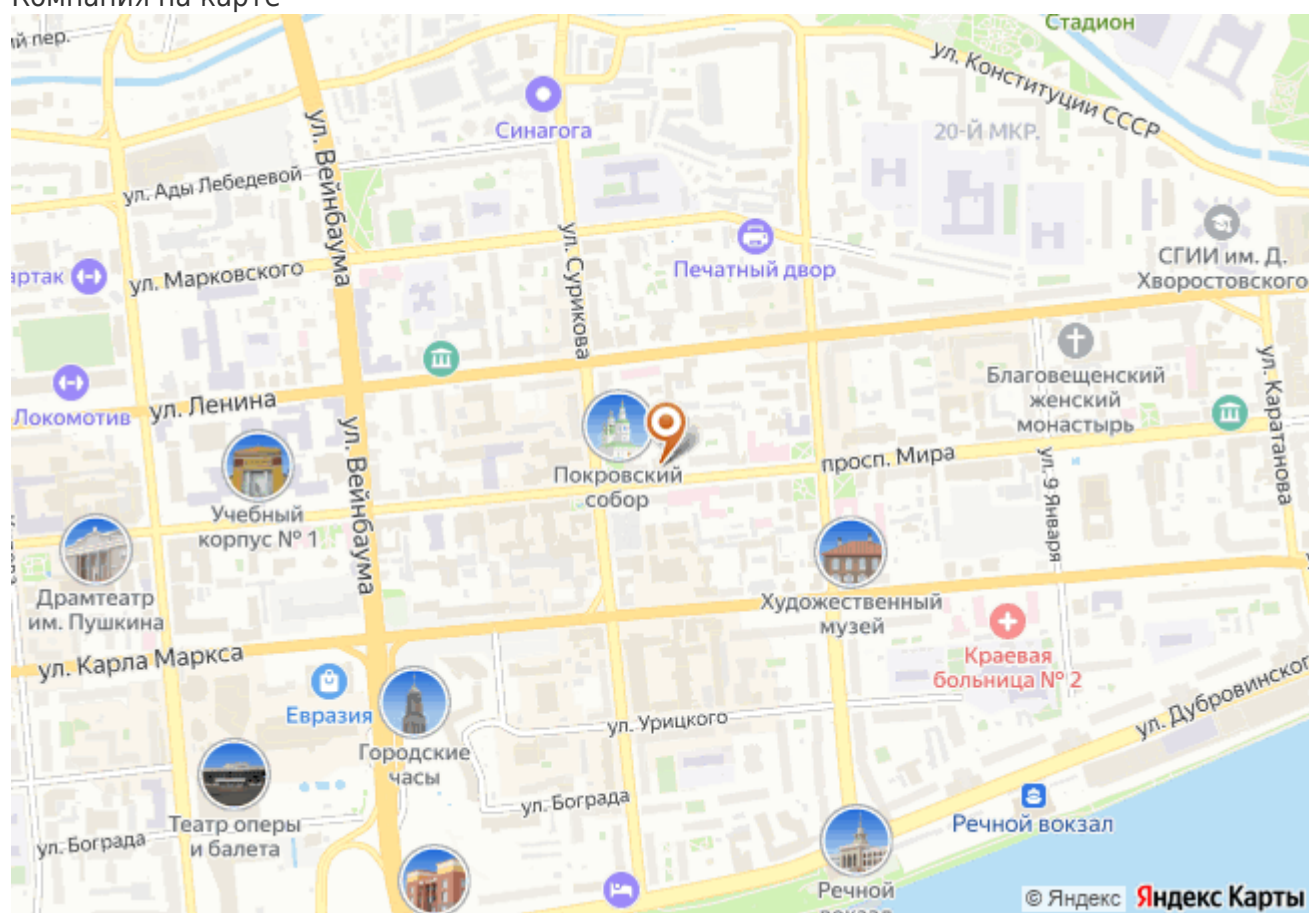 Компания на карте
Стадион
й пер.
ул. Конституции СССР
Синагога
20-Й МКР.
ул. Вейнбаума
ул. Ады Лебедевой
ул. Сурикова
СГИИ им. Д.
Хворостовского
ул. Марковского
артак
Печатный двор
Благовещенский
женский
монастырь
ул. Каратанова
Локомотив
ул. Ленина
ул. Вейнбаума
просп. Мира
Покровский
собор
ул. 9 Января
Учебный
корпус № 1
Драмтеатр
им. Пушкина
Художественный
музей
ул. Карла Маркса
Краевая
больница № 2
Евразия
ул. Урицкого
ул. Дубровинског
Городские
часы
ул. Бограда
Театр оперы
и балета
ул. Бограда
Речной вокзал
Речной
вокзал
© Яндекс Яндекс Карты